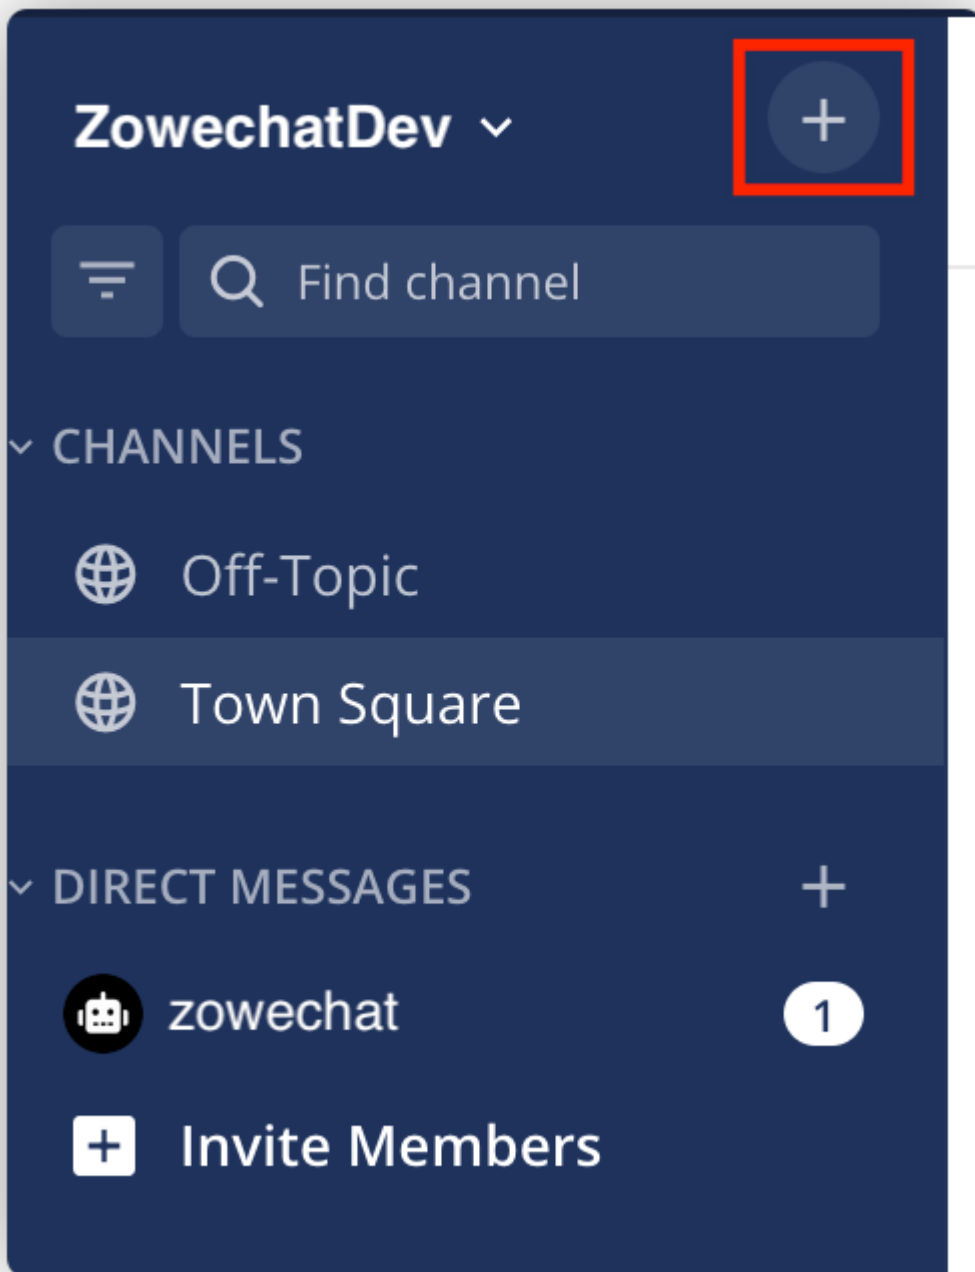 ZowechatDev
Find channel
CHANNELS
Off-Topic
Town Square
DIRECT MESSAGES
zowechat 1
Invite Members